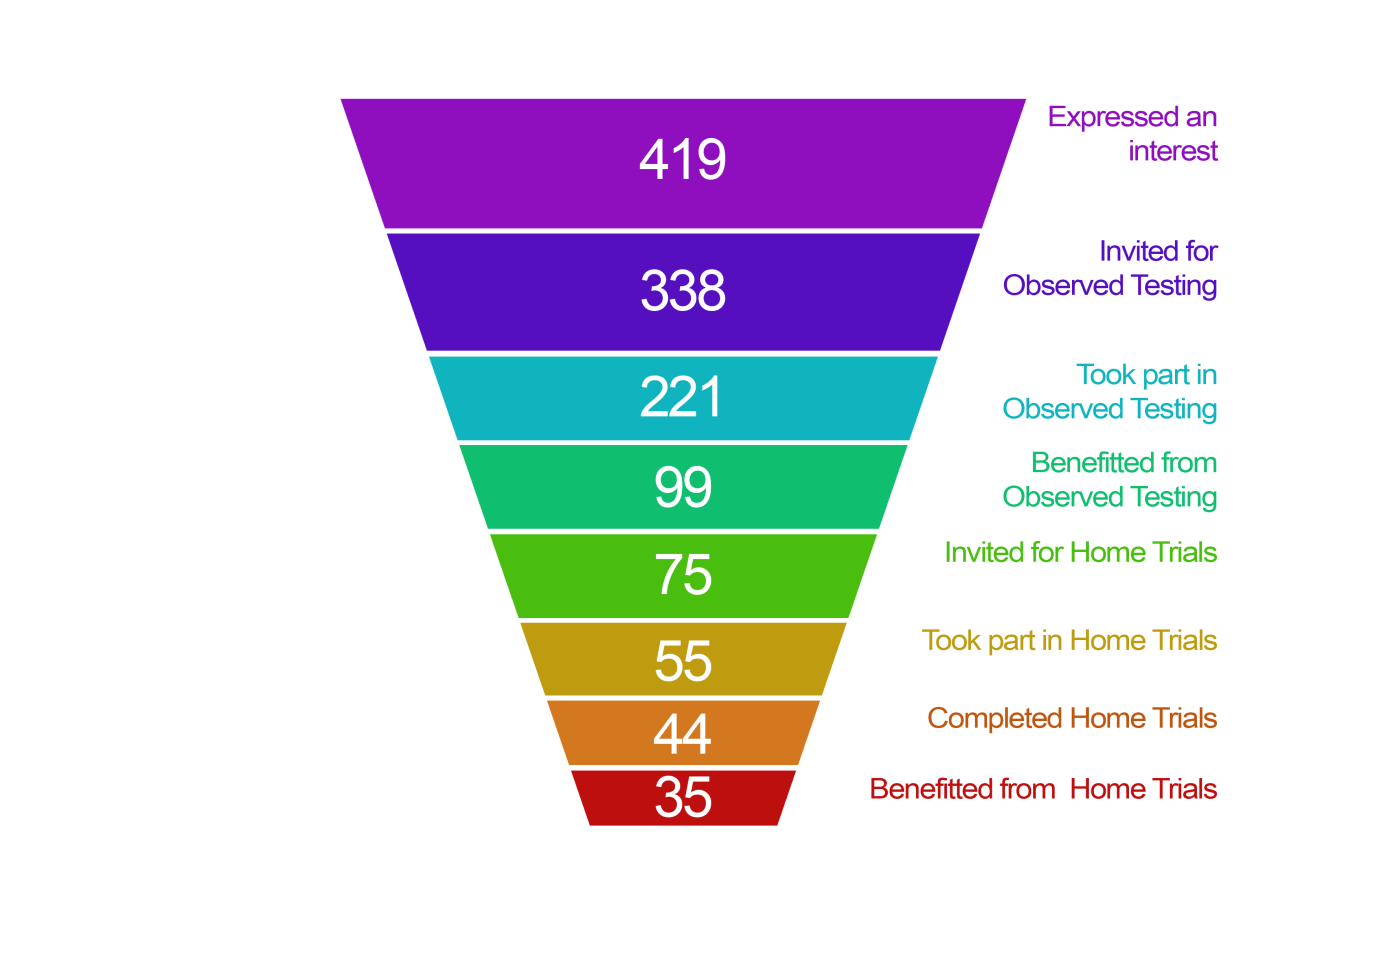 419
Expressed an
interest
338
Invited for
Observed Testing
221
Took part in
Observed Testing
99
Benefitted from
Observed Testing
75
Invited for Home Trials
55
Took part in Home Trials
44
Completed Home Trials
35
Benefitted from  Home Trials